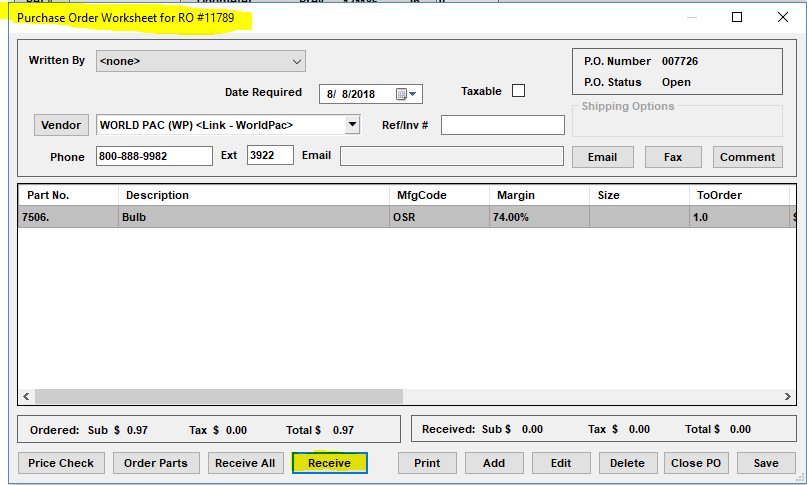 Purchase Order Worksheet for RO #11789
Written By <none>
P.O. Number 007726
P.O. Status Open
Date Required 8/ 8/2018 Taxable
Shipping Options
Vendor WORLD PAC (WP) <Link - WorldPac> Ref/Inv #
Phone 800-888-9982 Ext 3922 Email Email Fax Comment
Part No. Description MfgCode Margin Size ToOrder
7506. Bulb OSR 74.00% 1.0
Ordered: Sub $ 0.97 Tax $ 0.00 Total $ 0.97 Received: Sub $ 0.00 Tax $ 0.00 Total $ 0.00
Price Check Order Parts Receive All Receive Print Add Edit Delete Close PO Save